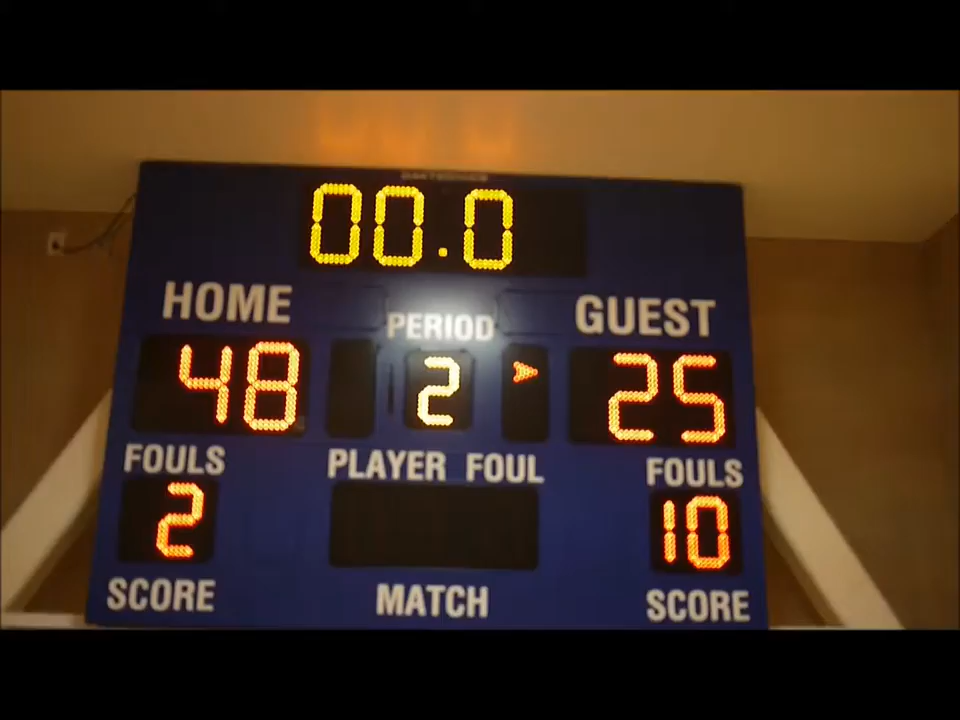 00.0
HOME PERIOD GUEST
48 2 25
FOULS PLAYER FOUL FOULS
2 10
SCORE MATCH SCORE